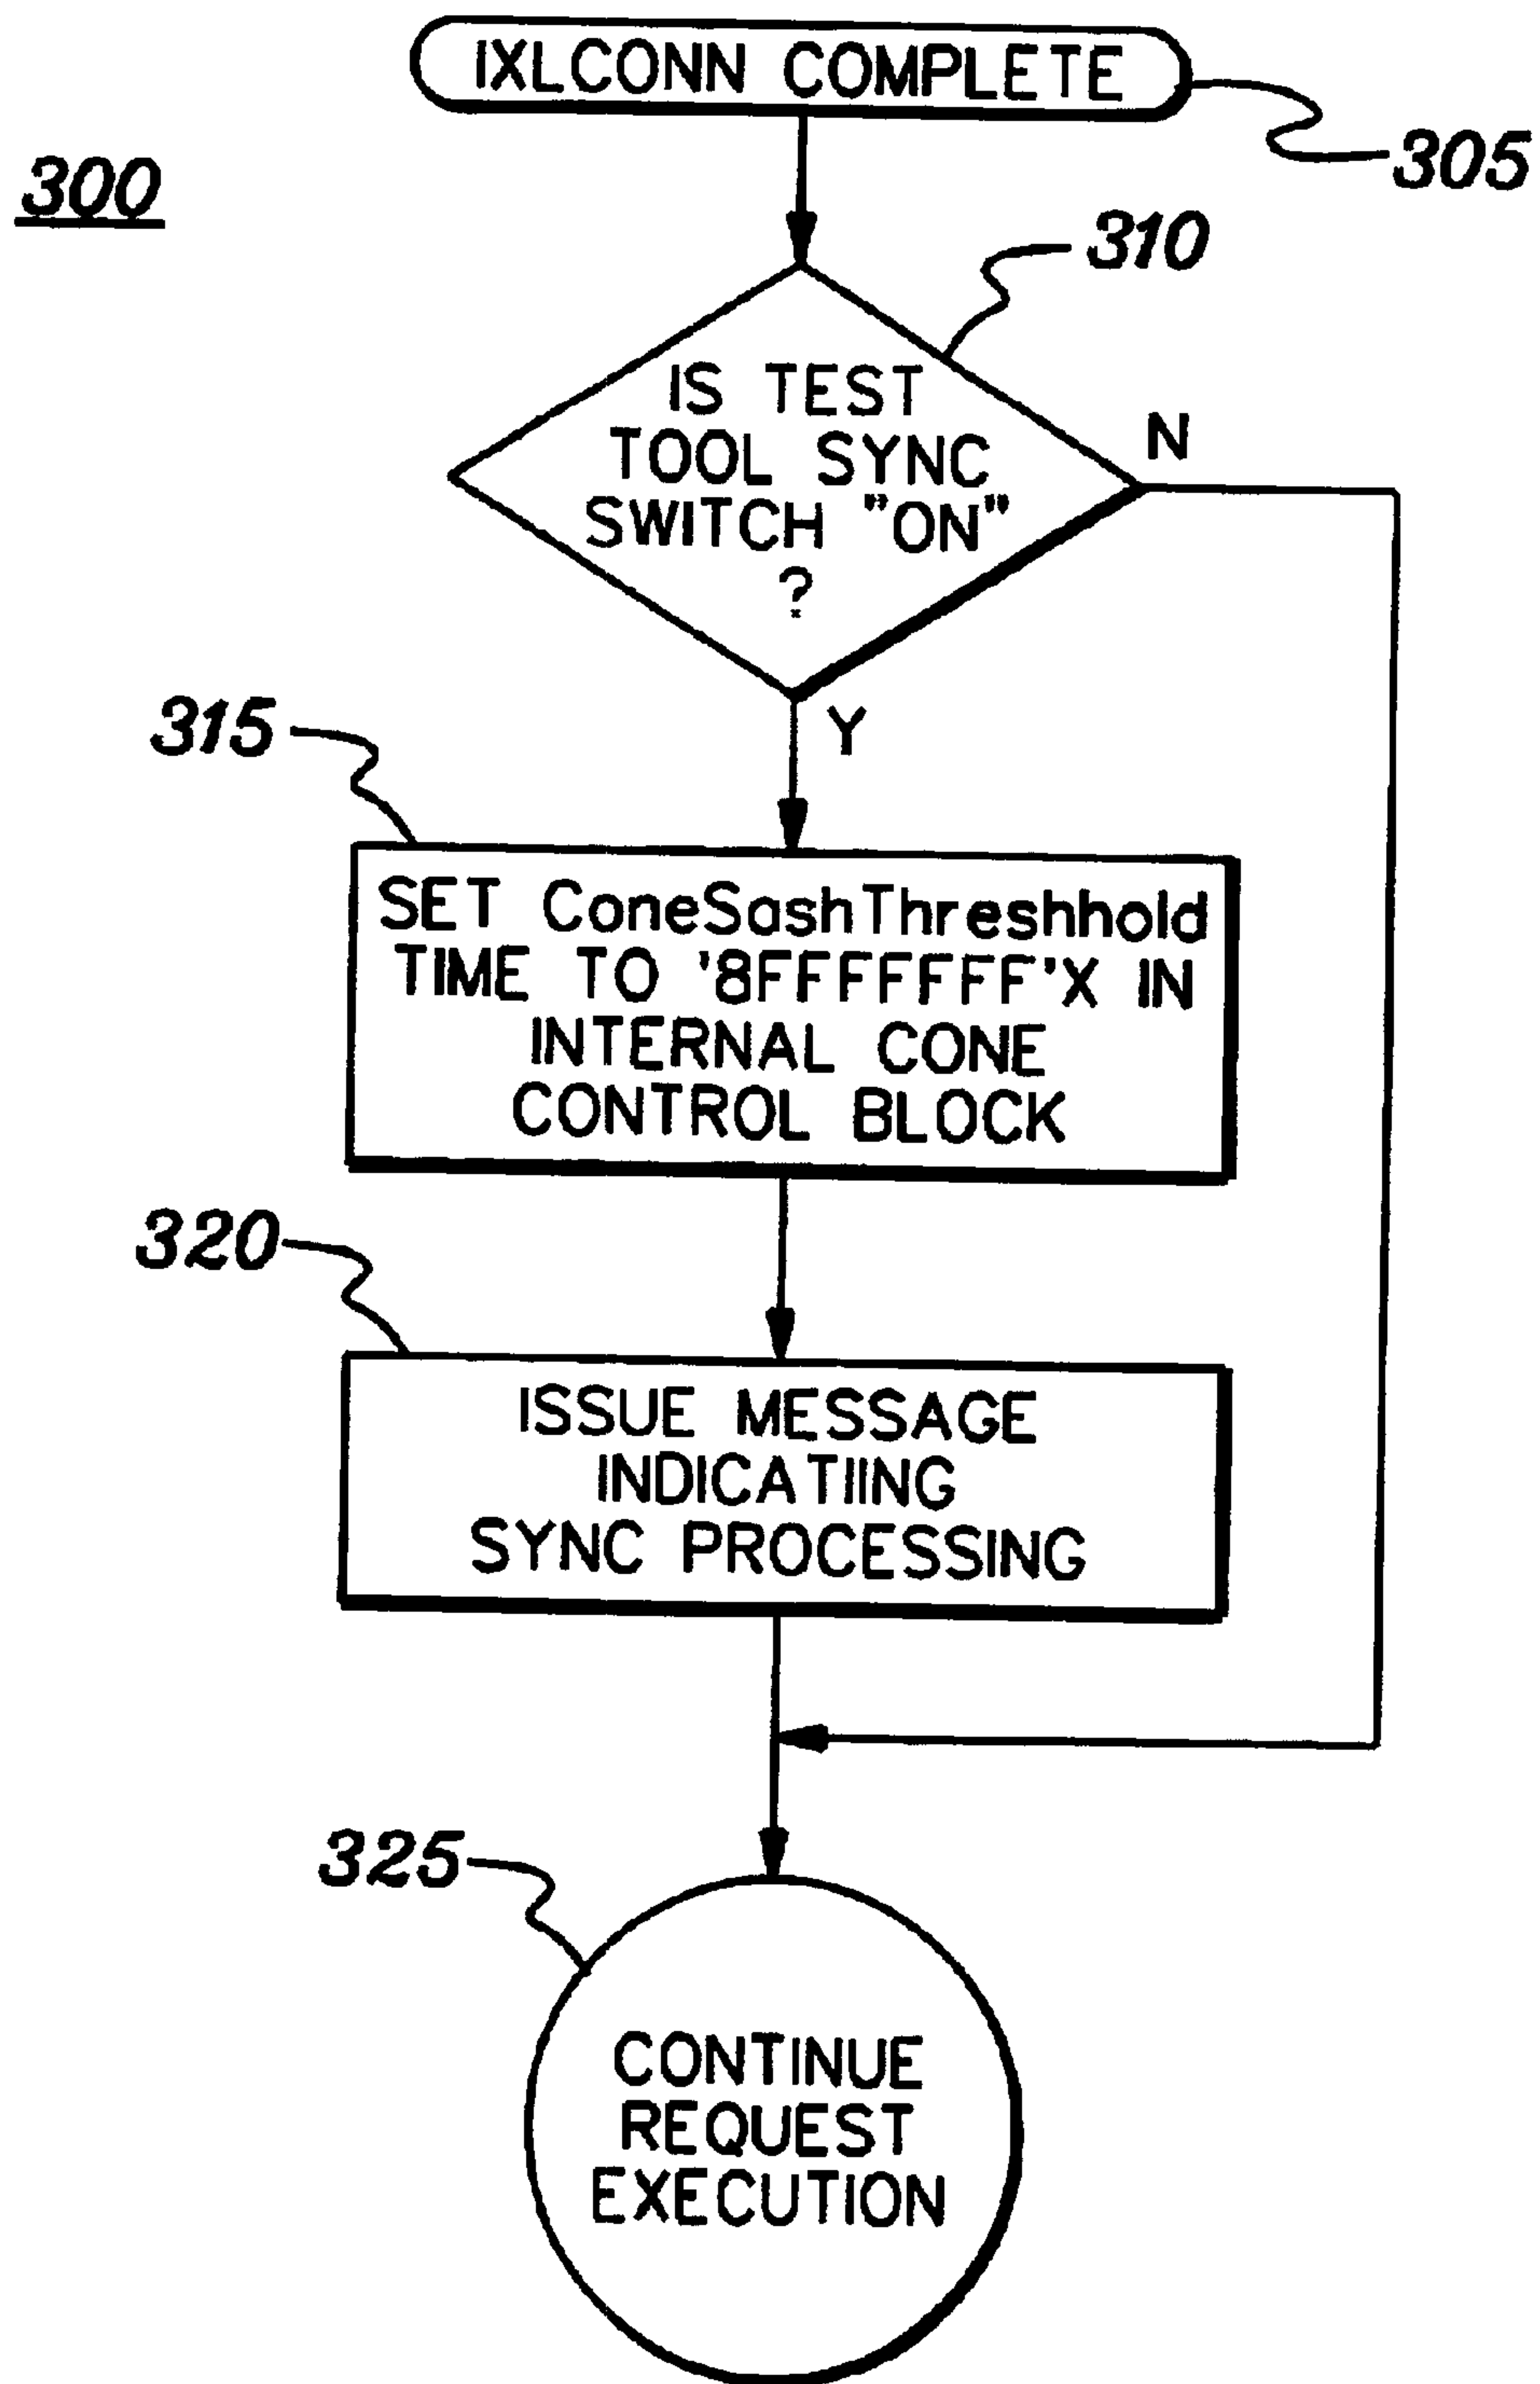 IXLCONN COMPLETE
305
300
310
IS TEST
TOOL SYNC
SWITCH "ON"
?
N
Y
315
SET ConeSashThreshhold
TIME TO '8FFFFFFF'X IN
INTERNAL CONE
CONTROL BLOCK
320
ISSUE MESSAGE
INDICATIING
SYNC PROCESSING
325
CONTINUE
REQUEST
EXECUTION